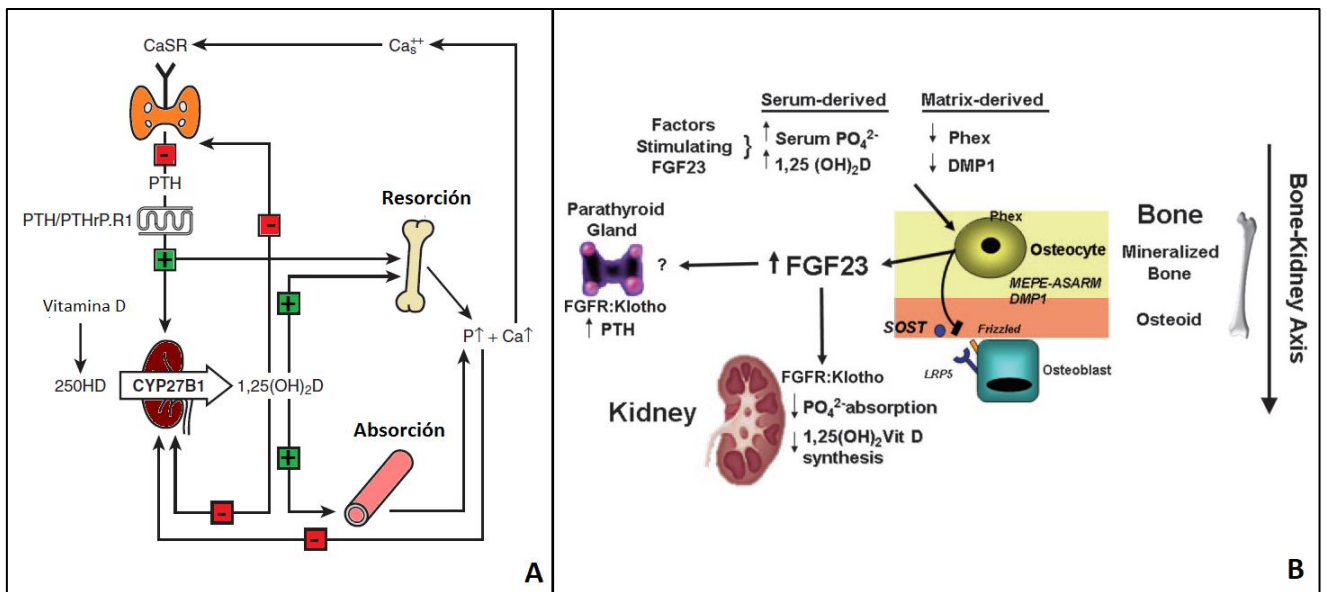 CaSR
Ca_s^{++}
-
PTH
PTH/PTHrP.R1
+
-
Resorción
+
P↑ + Ca↑
Vitamina D
250HD
CYP27B1
1,25(OH)₂D
Absorción
+
-
-
A
Serum-derived
Matrix-derived
Factors
Stimulating
FGF23
}
↑ Serum PO₄²⁻
↑ 1,25 (OH)₂D
↓ Phex
↓ DMP1
Parathyroid
Gland
?
FGFR:Klotho
↑ PTH
↑ FGF23
Phex
Osteocyte
MEPE-ASARM
DMP1
SOST
Frizzled
LRP5
Osteoblast
Bone
Mineralized
Bone
Osteoid
Bone-Kidney Axis
Kidney
FGFR:Klotho
↓ PO₄²⁻absorption
↓ 1,25(OH)₂Vit D
synthesis
B